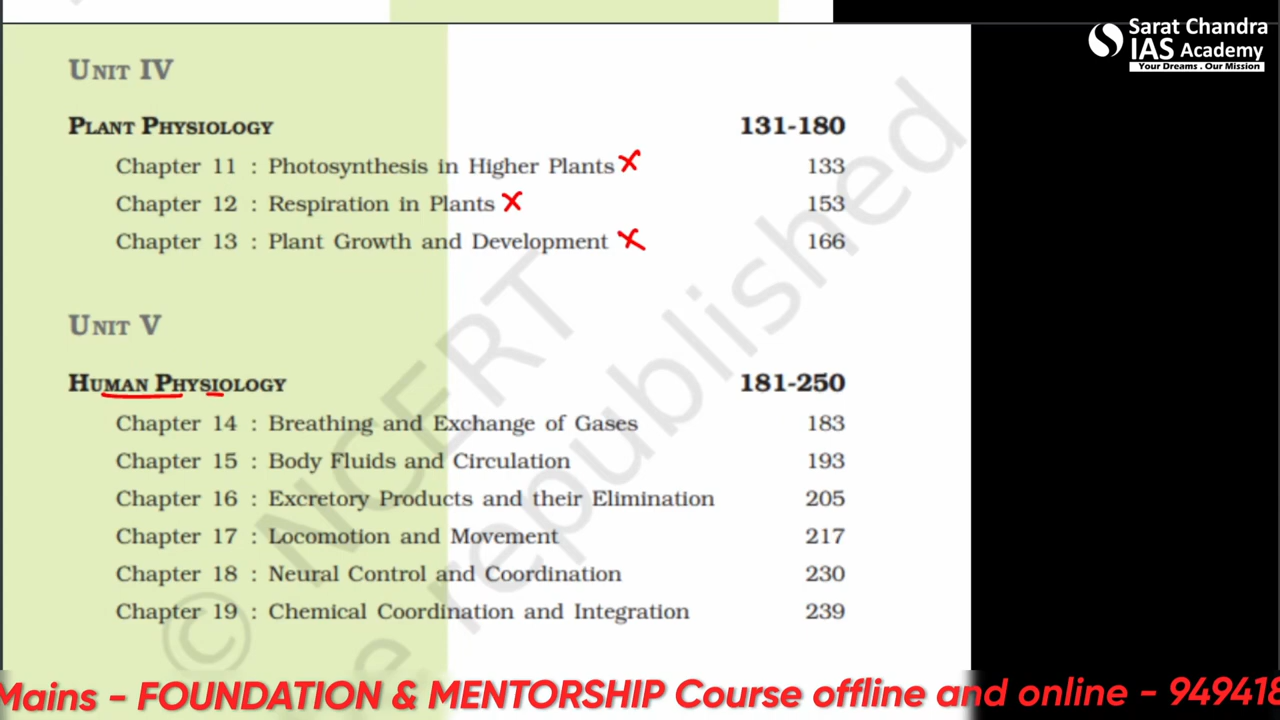 Sarat Chandra
IAS Academy
Your Dreams . Our Mission
UNIT IV
PLANT PHYSIOLOGY 131-180
Chapter 11 : Photosynthesis in Higher Plants 133
Chapter 12 : Respiration in Plants 153
Chapter 13 : Plant Growth and Development 166
UNIT V
HUMAN PHYSIOLOGY 181-250
Chapter 14 : Breathing and Exchange of Gases 183
Chapter 15 : Body Fluids and Circulation 193
Chapter 16 : Excretory Products and their Elimination 205
Chapter 17 : Locomotion and Movement 217
Chapter 18 : Neural Control and Coordination 230
Chapter 19 : Chemical Coordination and Integration 239
© NCERT
republished
Mains - FOUNDATION & MENTORSHIP Course offline and online - 949418